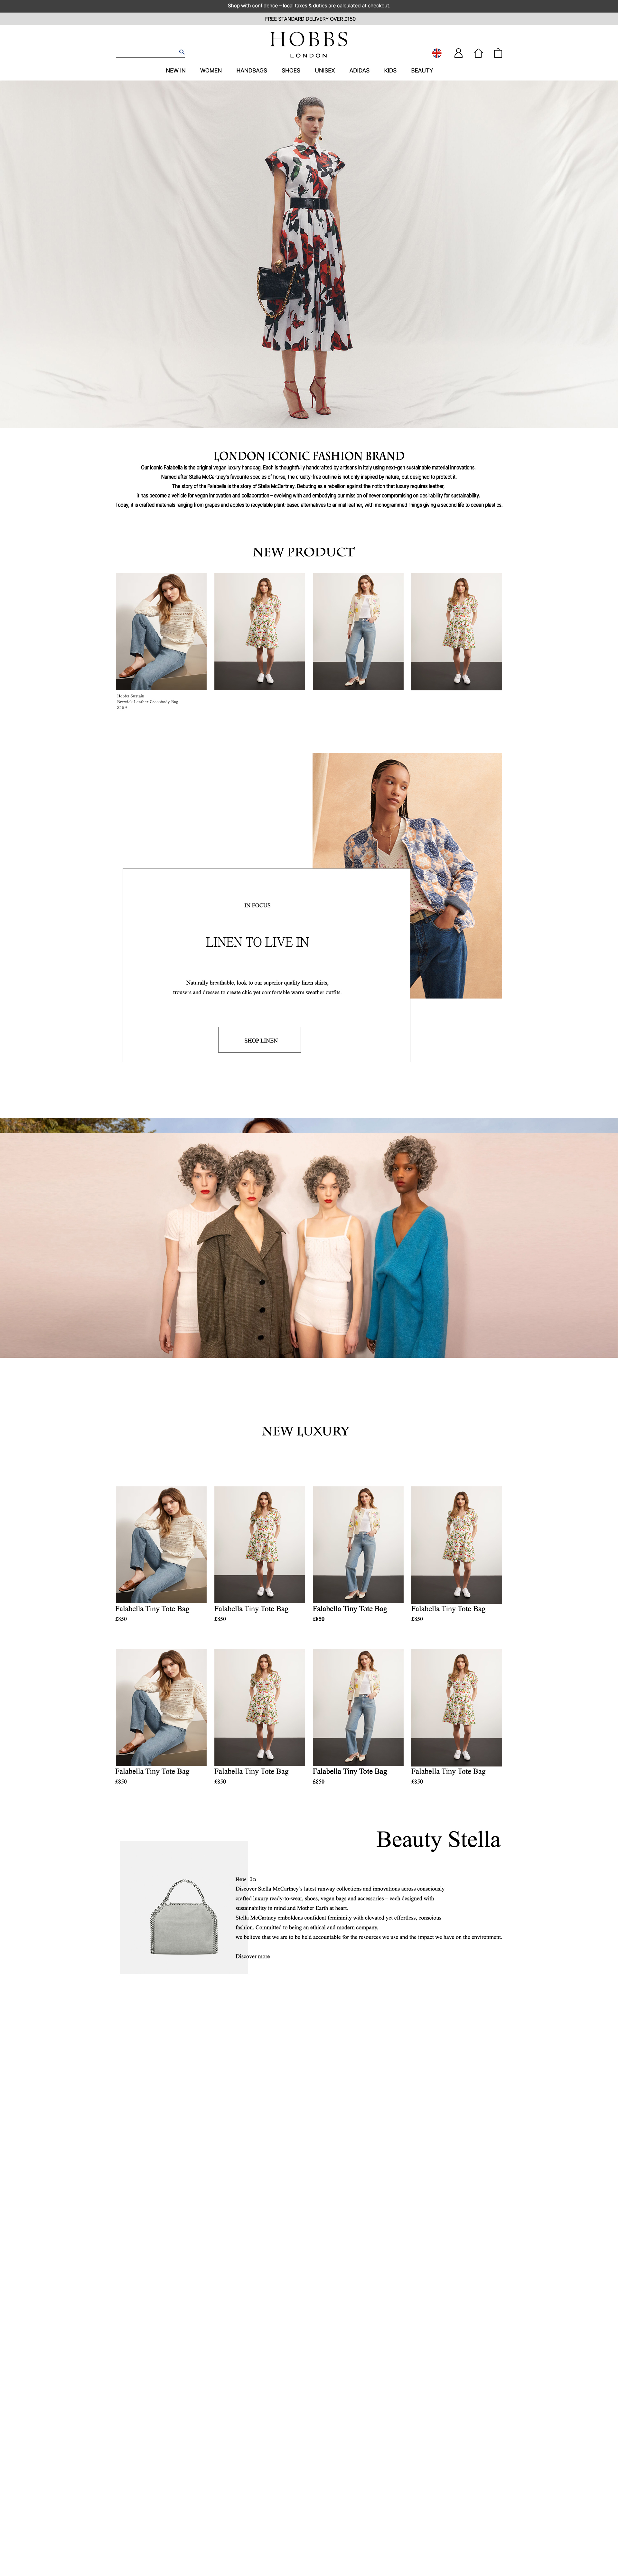 Shop with confidence – local taxes & duties are calculated at checkout.
FREE STANDARD DELIVERY OVER £150
HOBBS
LONDON
NEW IN WOMEN HANDBAGS SHOES UNISEX ADIDAS KIDS BEAUTY
LONDON ICONIC FASHION BRAND
Our iconic Falabella is the original vegan luxury handbag. Each is thoughtfully handcrafted by artisans in Italy using next-gen sustainable material innovations.
Named after Stella McCartney's favourite species of horse, the cruelty-free outline is not only inspired by nature, but designed to protect it.
The story of the Falabella is the story of Stella McCartney. Debuting as a rebellion against the notion that luxury requires leather,
it has become a vehicle for vegan innovation and collaboration – evolving with and embodying our mission of never compromising on desirability for sustainability.
Today, it is crafted materials ranging from grapes and apples to recyclable plant-based alternatives to animal leather, with monogrammed linings giving a second life to ocean plastics.
NEW PRODUCT
Hobbs
Berwick Leather Crossbody Bag
IN FOCUS
LINEN TO LIVE IN
Naturally breathable, look to our superior quality linen shirts,
trousers and dresses to create chic yet comfortable warm weather outfits.
SHOP LINEN
NEW LUXURY
Falabella Tiny Tote Bag Falabella Tiny Tote Bag Falabella Tiny Tote Bag Falabella Tiny Tote Bag
£850 £850 £850 £850
Falabella Tiny Tote Bag Falabella Tiny Tote Bag Falabella Tiny Tote Bag Falabella Tiny Tote Bag
£850 £850 £850 £850
Beauty Stella
New In
Discover Stella McCartney's latest runway collections and innovations across consciously
crafted luxury ready-to-wear, shoes, vegan bags and accessories – each designed with
sustainability in mind and Mother Earth at heart.
Stella McCartney emboldens confident femininity with elevated yet effortless, conscious
fashion. Committed to being an ethical and modern company,
we believe that we are to be held accountable for the resources we use and the impact we have on the environment.
Discover more